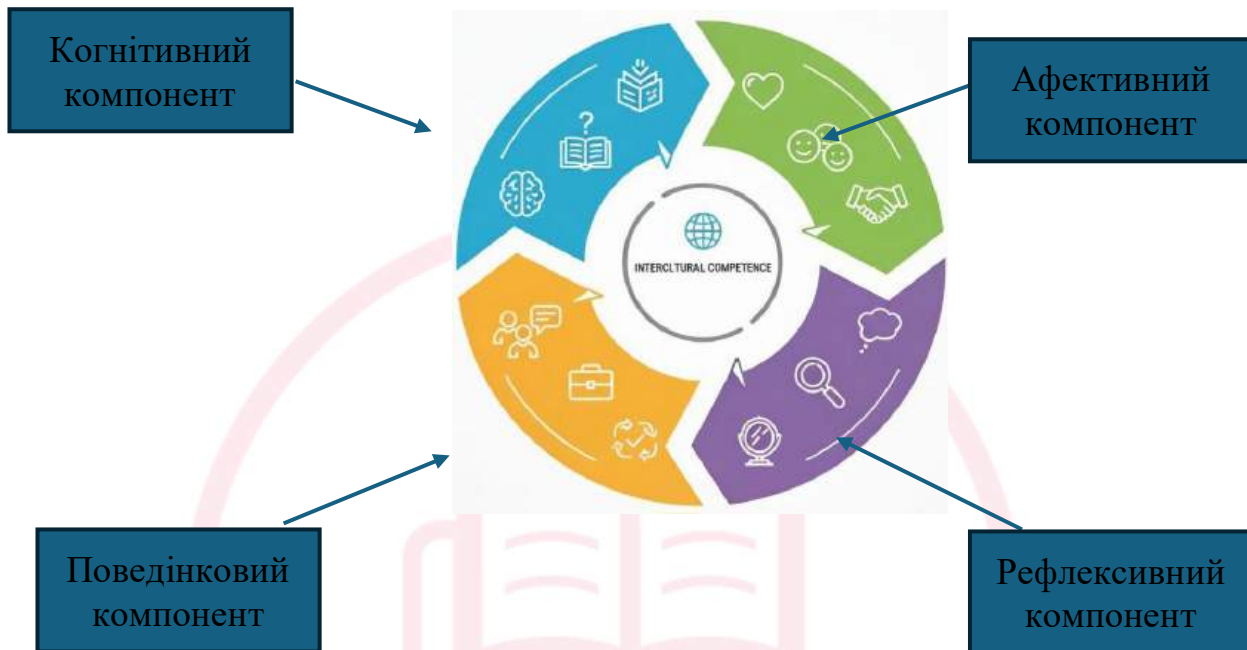 Когнітивний
компонент
Афективний
компонент
?
INTERCLTURAL COMPETENCE
Поведінковий
компонент
Рефлексивний
компонент